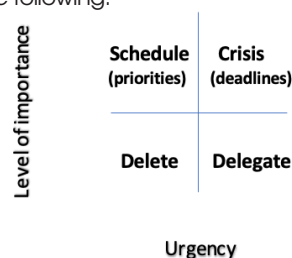 following:
Schedule Crisis
(priorities) (deadlines)
Level of importance
Delete Delegate
Urgency